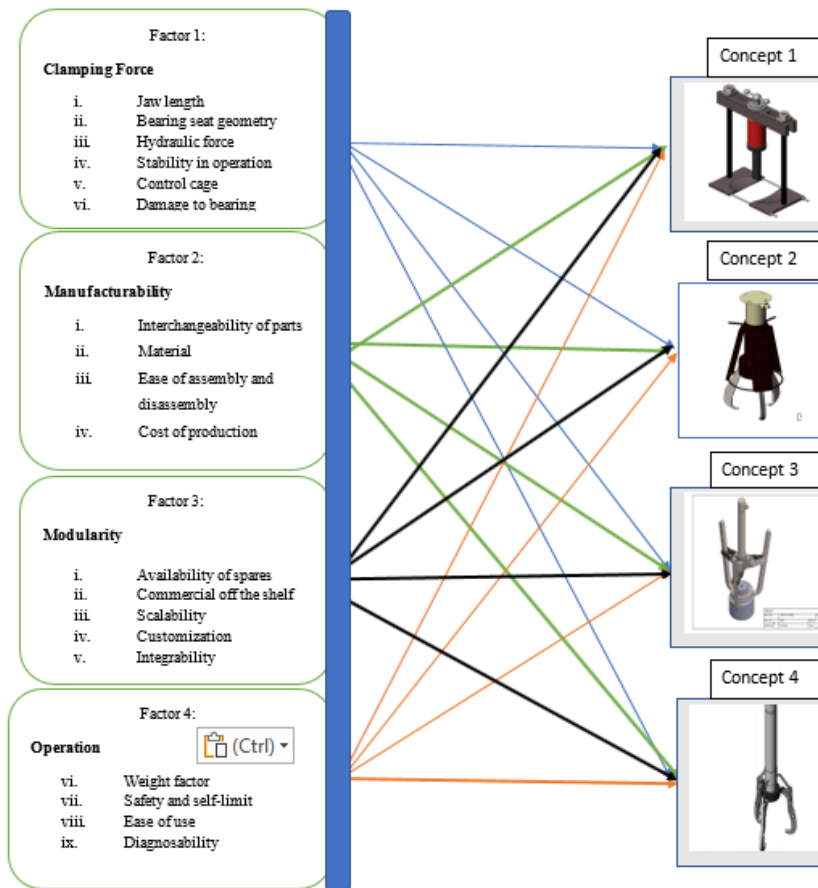 Factor 1:
Clamping Force
i. Jaw length
ii. Bearing seat geometry
iii. Hydraulic force
iv. Stability in operation
v. Control cage
vi. Damage to bearing
Factor 2:
Manufacturability
i. Interchangeability of parts
ii. Material
iii. Ease of assembly and
disassembly
iv. Cost of production
Factor 3:
Modularity
i. Availability of spares
ii. Commercial off the shelf
iii. Scalability
iv. Customization
v. Integrability
Factor 4:
Operation
(Ctrl)
vi. Weight factor
vii. Safety and self-limit
viii. Ease of use
ix. Diagnosability
Concept 1
Concept 2
Concept 3
Concept 4